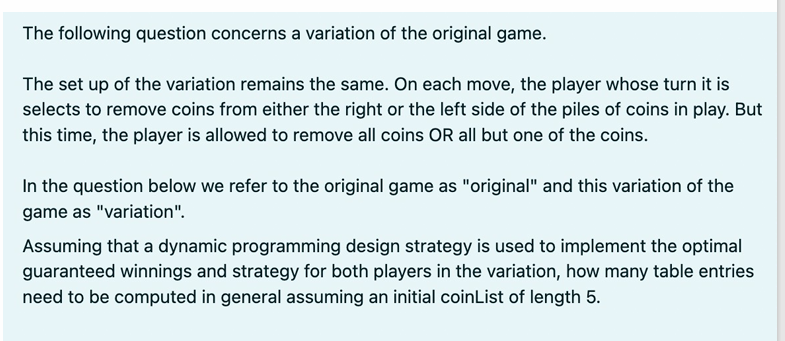 The following question concerns a variation of the original game.
The set up of the variation remains the same. On each move, the player whose turn it is
selects to remove coins from either the right or the left side of the piles of coins in play. But
this time, the player is allowed to remove all coins OR all but one of the coins.
In the question below we refer to the original game as "original" and this variation of the
game as "variation".
Assuming that a dynamic programming design strategy is used to implement the optimal
guaranteed winnings and strategy for both players in the variation, how many table entries
need to be computed in general assuming an initial coinList of length 5.